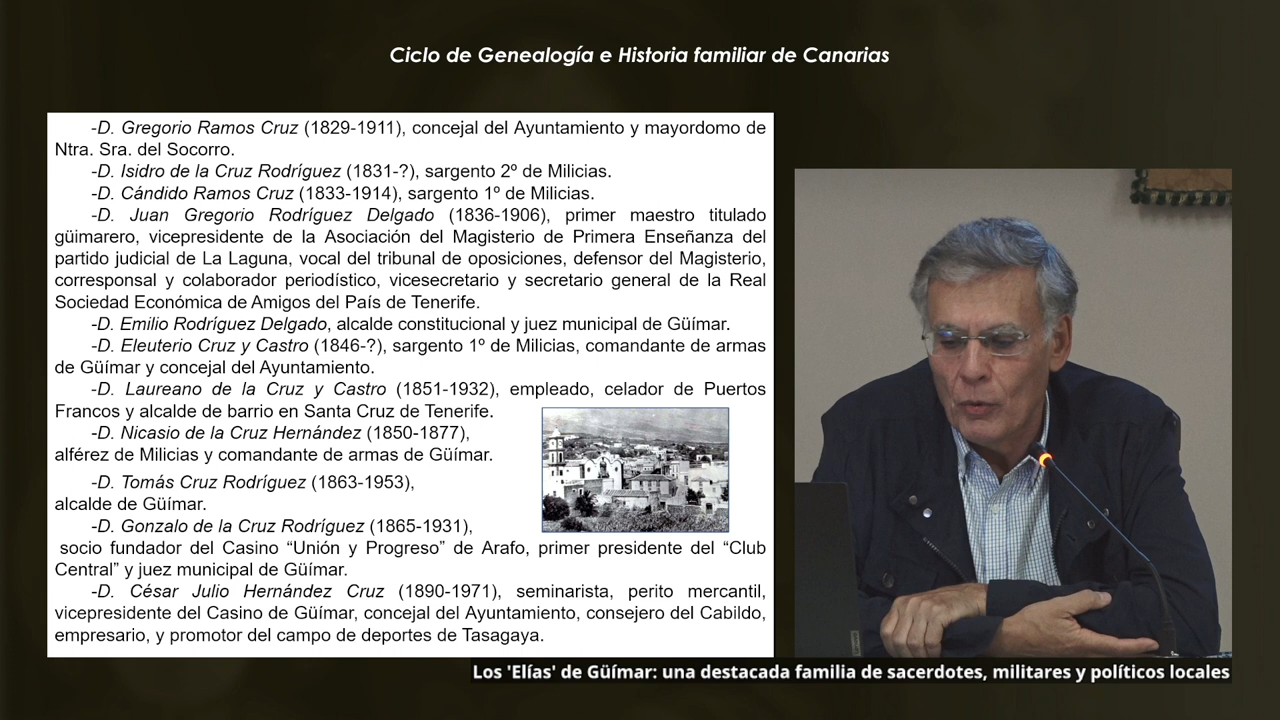 Ciclo de Genealogía e Historia familiar de Canarias
-D. Gregorio Ramos Cruz (1829-1911), concejal del Ayuntamiento y mayordomo de
Ntra. Sra. del Socorro.
-D. Isidro de la Cruz Rodríguez (1831-?), sargento 2º de Milicias.
-D. Cándido Ramos Cruz (1833-1914), sargento 1º de Milicias.
-D. Juan Gregorio Rodríguez Delgado (1836-1906), primer maestro titulado
güimarero, vicepresidente de la Asociación del Magisterio de Primera Enseñanza del
partido judicial de La Laguna, vocal del tribunal de oposiciones, defensor del Magisterio,
corresponsal y colaborador periodístico, vicesecretario y secretario general de la Real
Sociedad Económica de Amigos del País de Tenerife.
-D. Emilio Rodríguez Delgado, alcalde constitucional y juez municipal de Güímar.
-D. Eleuterio Cruz y Castro (1846-?), sargento 1º de Milicias, comandante de armas
de Güímar y concejal del Ayuntamiento.
-D. Laureano de la Cruz y Castro (1851-1932), empleado, celador de Puertos
Francos y alcalde de barrio en Santa Cruz de Tenerife.
-D. Nicasio de la Cruz Hernández (1850-1877),
alférez de Milicias y comandante de armas de Güímar.
-D. Tomás Cruz Rodríguez (1863-1953),
alcalde de Güímar.
-D. Gonzalo de la Cruz Rodríguez (1865-1931),
socio fundador del Casino “Unión y Progreso” de Arafo, primer presidente del “Club
Central” y juez municipal de Güímar.
-D. César Julio Hernández Cruz (1890-1971), seminarista, perito mercantil,
vicepresidente del Casino de Güímar, concejal del Ayuntamiento, consejero del Cabildo,
empresario, y promotor del campo de deportes de Tasagaya.
Los 'Elías' de Güímar: una destacada familia de sacerdotes, militares y políticos locales